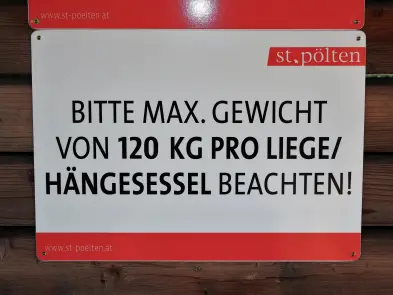 www.st-poelten.at
st.pölten
BITTE MAX. GEWICHT
VON 120 KG PRO LIEGE/
HÄNGESESSEL BEACHTEN!
www.st-poelten.at